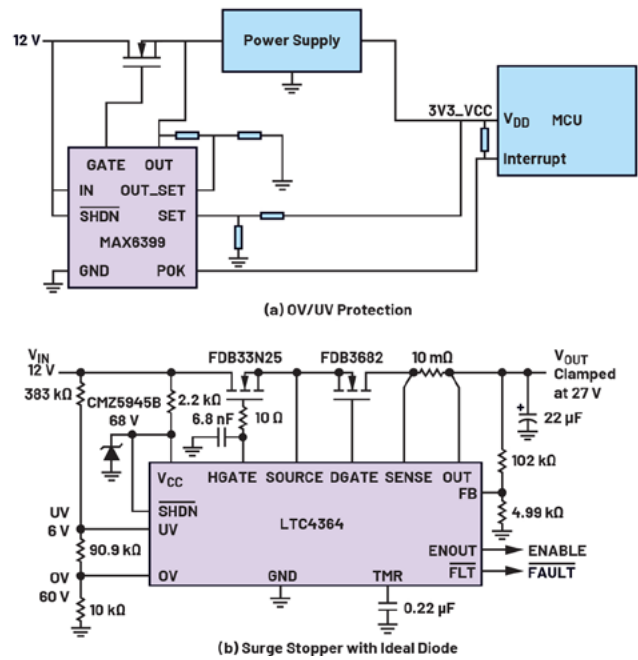 12 V
Power Supply
3V3_VCC
VDD
MCU
Interrupt
GATE OUT
IN OUT_SET
SHDN SET
MAX6399
GND POK
(a) OV/UV Protection
VIN
12 V
FDB33N25
FDB3682
10 mΩ
VOUT
Clamped
at 27 V
383 kΩ
CMZ5945B
68 V
2.2 kΩ
6.8 nF
10 Ω
+
22 µF
102 kΩ
VCC HGATE SOURCE DGATE SENSE OUT
FB
4.99 kΩ
SHDN
UV
6 V
UV
LTC4364
90.9 kΩ
ENOUT ENABLE
OV
60 V
OV
GND TMR FLT FAULT
10 kΩ
0.22 µF
(b) Surge Stopper with Ideal Diode